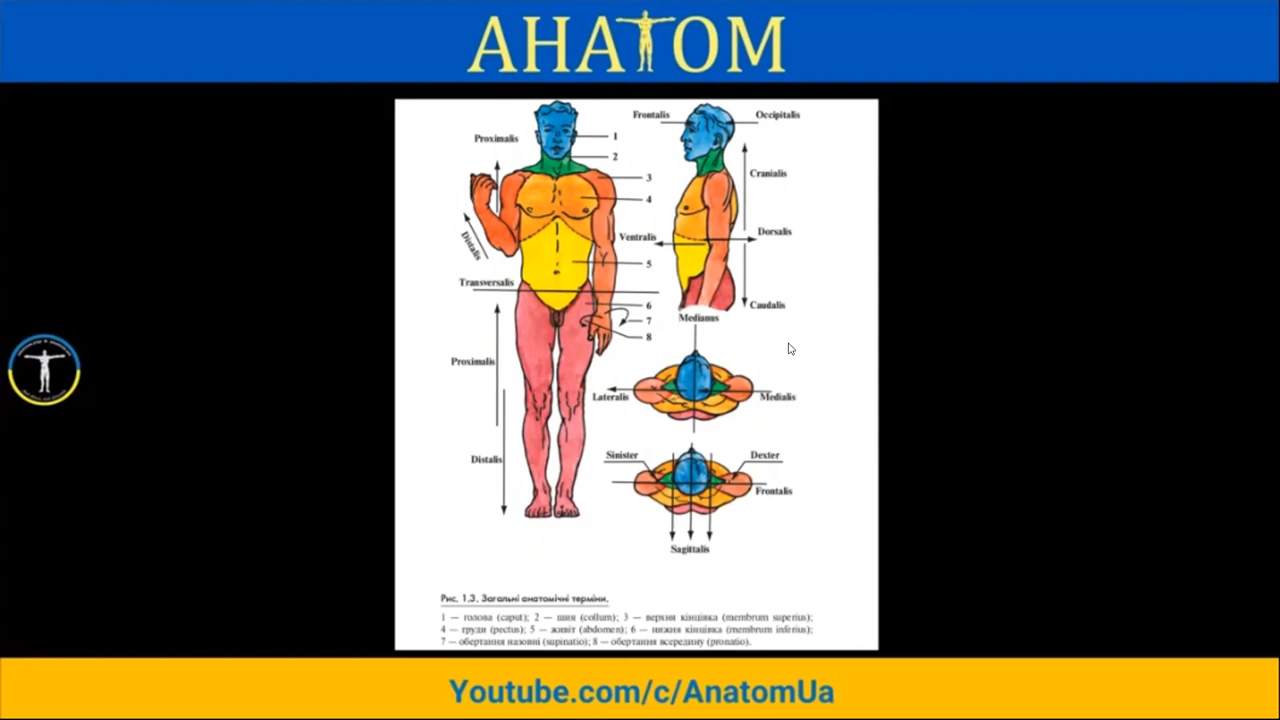 АНАТОМ
Frontalis
Occipitalis
Proximalis
1
2
Cranialis
3
4
Distalis
Ventralis
Dorsalis
5
Transversalis
6
Caudalis
7
Medianus
8
Proximalis
Lateralis
Medialis
Distalis
Sinister
Dexter
Frontalis
Sagittalis
Рис. 1.3. Загальні анатомічні терміни.
1 — голова (caput); 2 — шия (collum); 3 — верхня кінцівка (membrum superius);
4 — груди (pectus); 5 — живіт (abdomen); 6 — нижня кінцівка (membrum inferius);
7 — обертання назовні (supinatio); 8 — обертання всередину (pronatio).
Youtube.com/c/AnatomUa